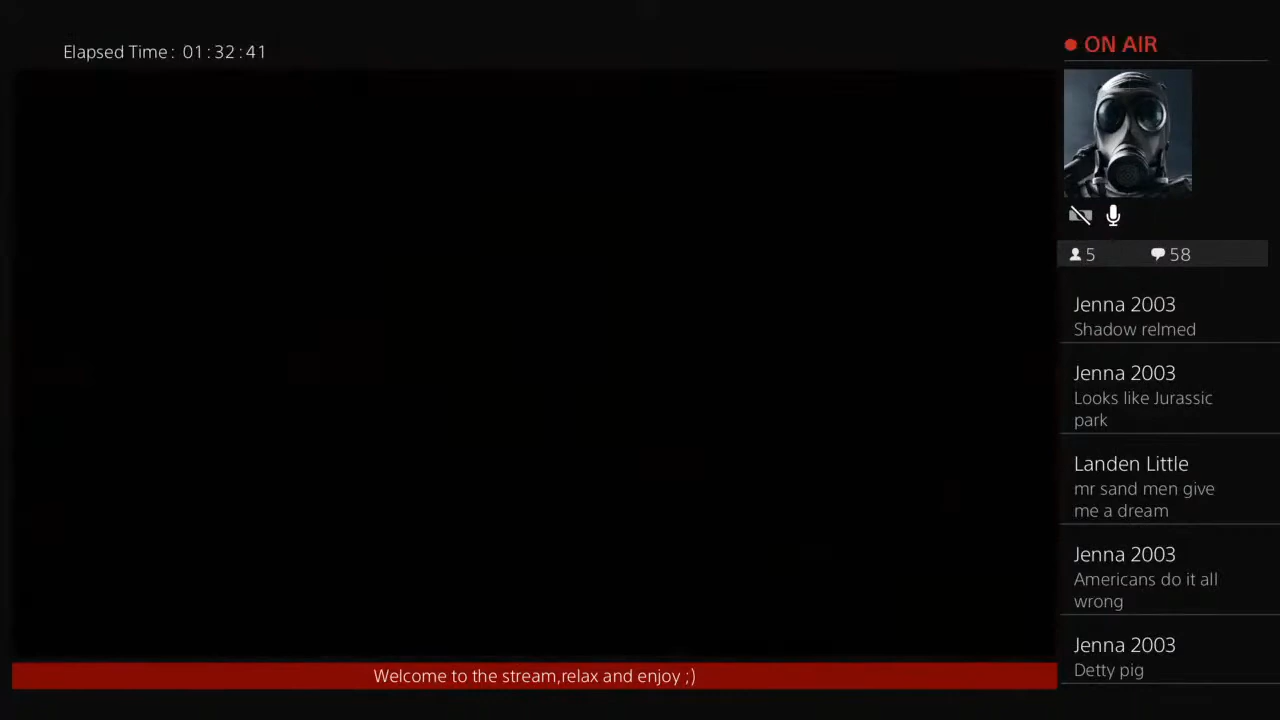 Elapsed Time: 01:32:41
ON AIR
5 58
Jenna 2003
Shadow relmed
Jenna 2003
Looks like Jurassic
park
Landen Little
mr sand men give
me a dream
Jenna 2003
Americans do it all
wrong
Jenna 2003
Detty pig
Welcome to the stream,relax and enjoy ;)